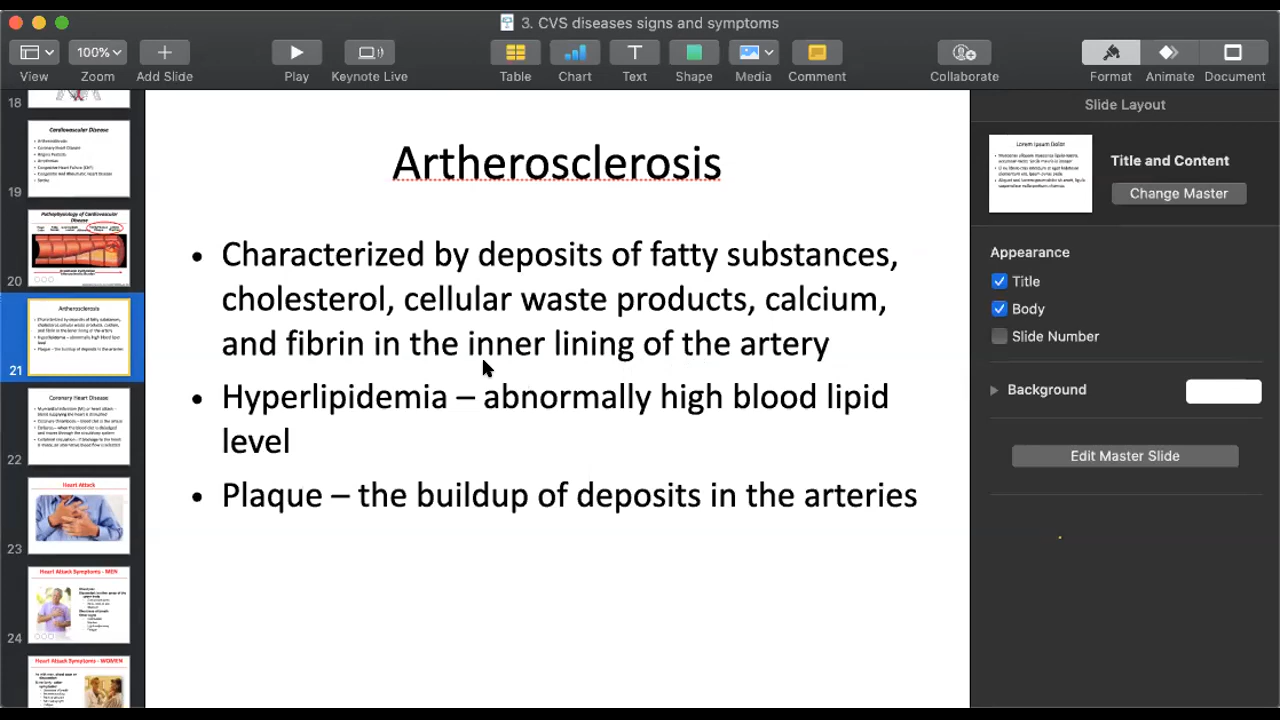 3. CVS diseases signs and symptoms
100%
View
Zoom
Add Slide
Play
Keynote Live
Table
Chart
Text
Shape
Media
Comment
Collaborate
Format
Animate
Document
18
Cardiovascular Disease
19
Pathophysiology of Cardiovascular
Disease
20
Artherosclerosis
21
Coronary Heart Disease
22
Heart Attack
23
Heart Attack Symptoms - MEN
24
Heart Attack Symptoms - WOMEN
Artherosclerosis
• Characterized by deposits of fatty substances,
cholesterol, cellular waste products, calcium,
and fibrin in the inner lining of the artery
• Hyperlipidemia – abnormally high blood lipid
level
• Plaque – the buildup of deposits in the arteries
Slide Layout
Title and Content
Change Master
Appearance
Title
Body
Slide Number
Background
Edit Master Slide